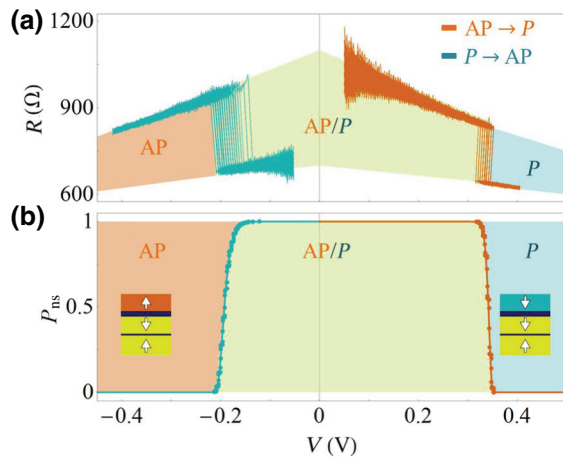 (a)
1200
AP → P
P → AP
R (Ω)
900
AP
AP/P
P
600
(b)
1
AP
AP/P
P
P_ns
0.5
0
−0.4
−0.2
0
0.2
0.4
V (V)